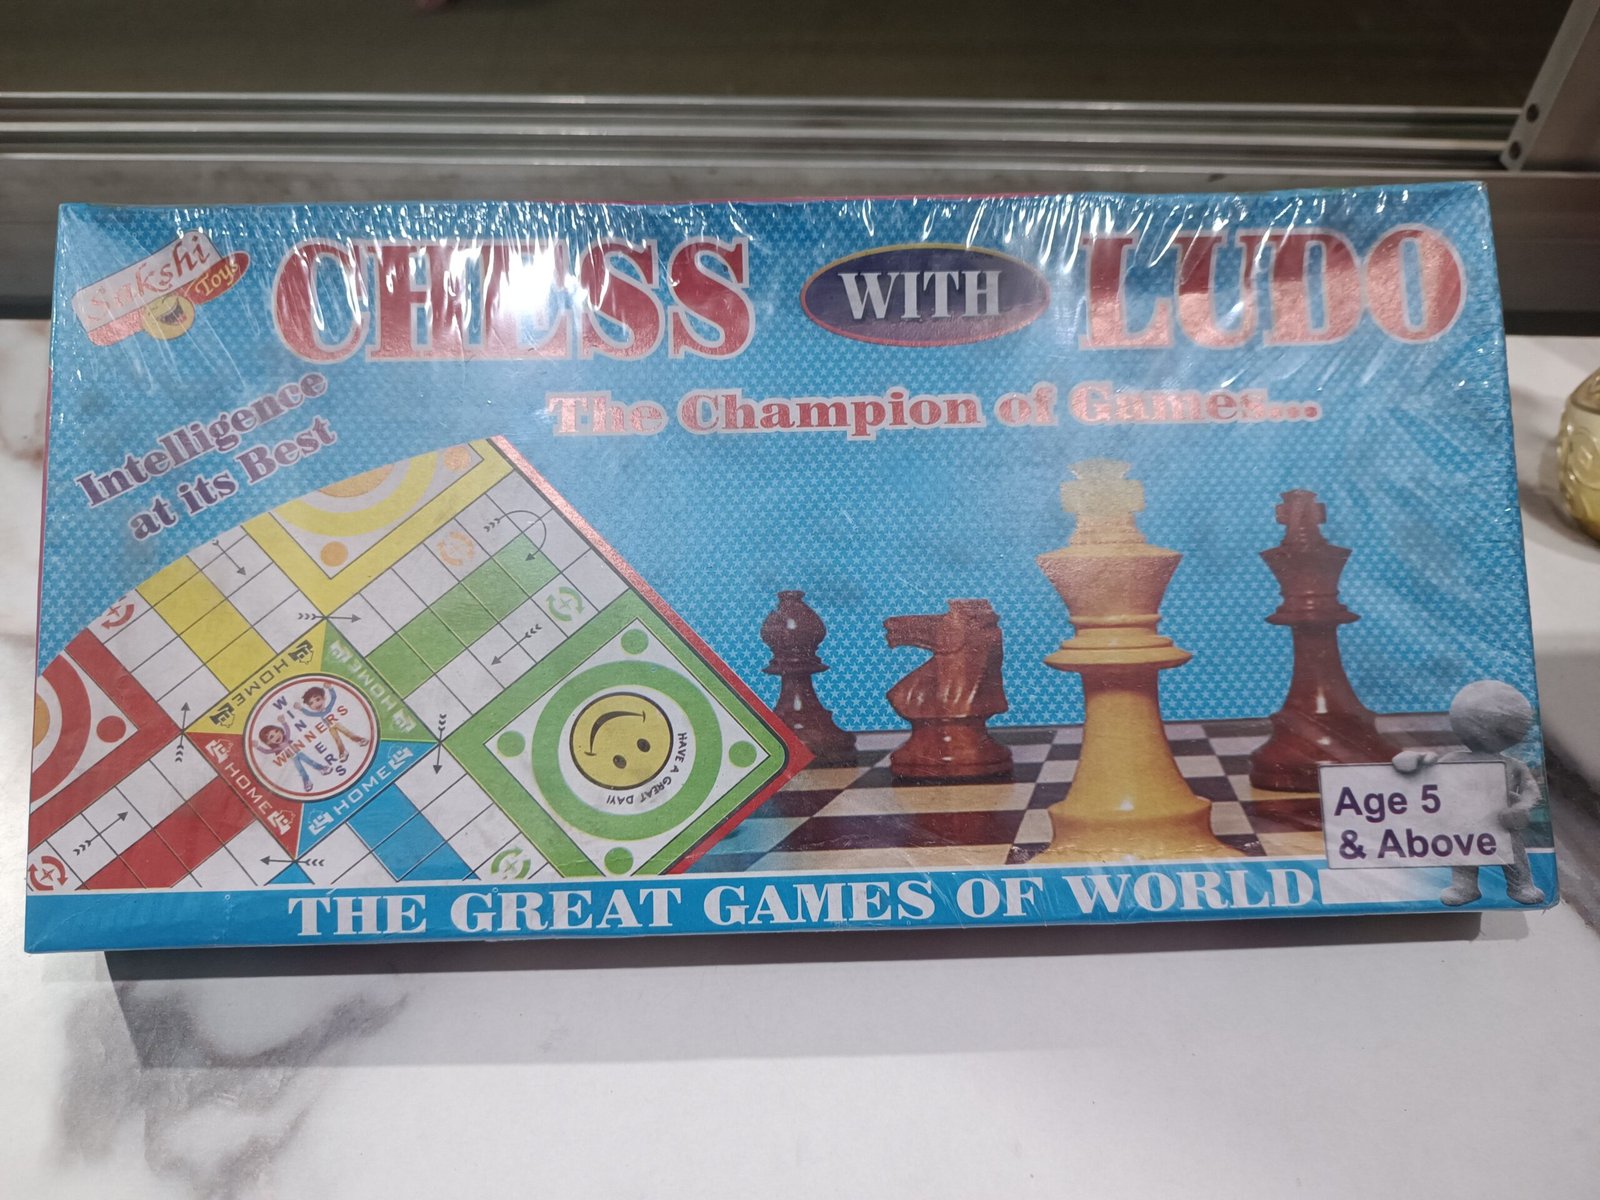 Sakshi
Toys
CHESS WITH LUDO
The Champion of Games...
Intelligence
at its Best
HOME
HOME
HOME
HOME
WINNERS
WINNERS
HAVE A GREAT DAY!
Age 5
& Above
THE GREAT GAMES OF WORLD